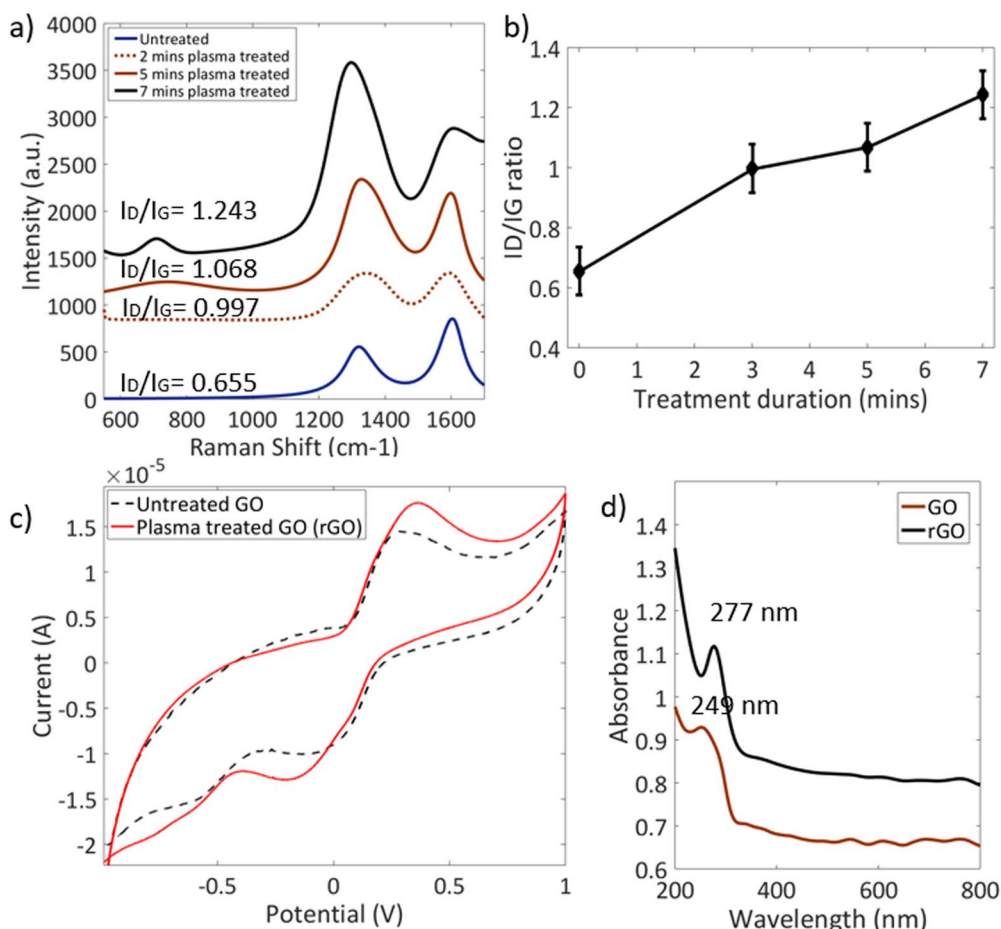 a)
4000
3500
3000
2500
2000
1500
1000
500
0
Intensity (a.u.)
Untreated
2 mins plasma treated
5 mins plasma treated
7 mins plasma treated
ID/IG= 1.243
ID/IG= 1.068
ID/IG= 0.997
ID/IG= 0.655
600 800 1000 1200 1400 1600
Raman Shift (cm-1)
b)
1.4
1.2
1
0.8
0.6
0.4
ID/IG ratio
0 1 2 3 4 5 6 7
Treatment duration (mins)
c)
×10-5
Untreated GO
Plasma treated GO (rGO)
1.5
1
0.5
0
-0.5
-1
-1.5
-2
Current (A)
-0.5 0 0.5 1
Potential (V)
d)
GO
rGO
1.4
1.3
1.2
1.1
1
0.9
0.8
0.7
0.6
Absorbance
277 nm
249 nm
200 400 600 800
Wavelength (nm)